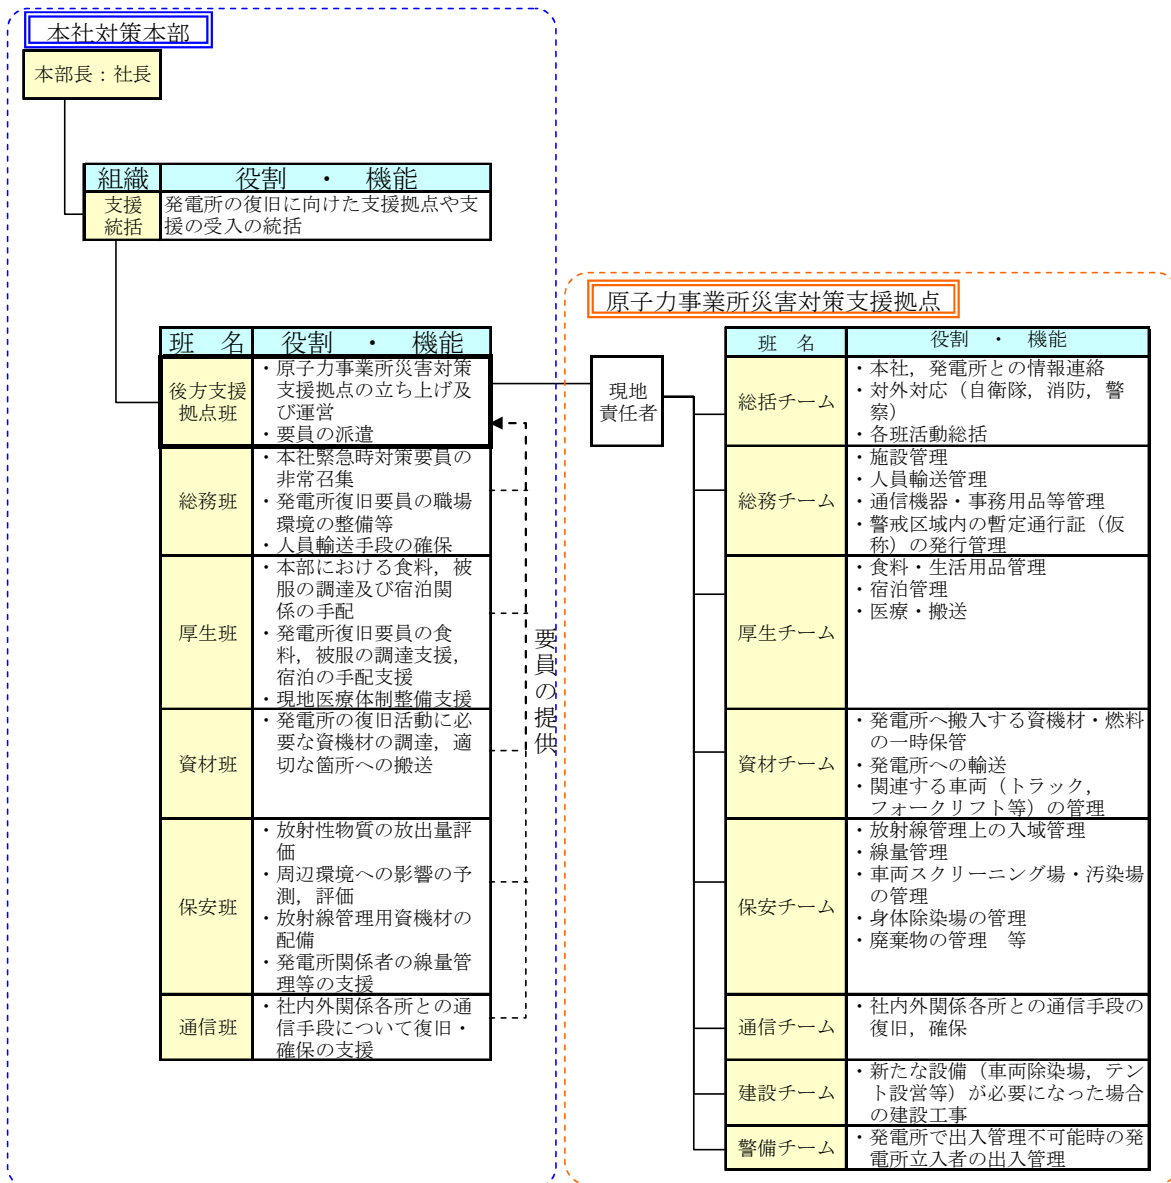 本社対策本部
本部長:社長
組織
役割 ・ 機能
支援
統括
発電所の復旧に向けた支援拠点や支
援の受入の統括
班 名
役割 ・ 機能
後方支援
拠点班
・原子力事業所災害対策
支援拠点の立ち上げ及
び運営
・要員の派遣
総務班
・本社緊急時対策要員の
非常召集
・発電所復旧要員の職場
環境の整備等
・人員輸送手段の確保
厚生班
・本部における食料,被
服の調達及び宿泊関
係の手配
・発電所復旧要員の食
料,被服の調達支援,
宿泊の手配支援
・現地医療体制整備支援
資材班
・発電所の復旧活動に必
要な資機材の調達,適
切な箇所への搬送
保安班
・放射性物質の放出量評
価
・周辺環境への影響の予
測,評価
・放射線管理用資機材の
配備
・発電所関係者の線量管
理等の支援
通信班
・社内外関係各所との通
信手段について復旧・
確保の支援
要員の提供
原子力事業所災害対策支援拠点
現地
責任者
班 名
役割 ・ 機能
総括チーム
・本社,発電所との情報連絡
・対外対応(自衛隊,消防,警
察)
・各班活動総括
総務チーム
・施設管理
・人員輸送管理
・通信機器・事務用品等管理
・警戒区域内の暫定通行証(仮
称)の発行管理
厚生チーム
・食料・生活用品管理
・宿泊管理
・医療・搬送
資材チーム
・発電所へ搬入する資機材・燃料
の一時保管
・発電所への輸送
・関連する車両(トラック,
フォークリフト等)の管理
保安チーム
・放射線管理上の入域管理
・線量管理
・車両スクリーニング場・汚染場
の管理
・身体除染場の管理
・廃棄物の管理 等
通信チーム
・社内外関係各所との通信手段の
復旧,確保
建設チーム
・新たな設備(車両除染場,テン
ト設営等)が必要になった場合
の建設工事
警備チーム
・発電所で出入管理不可能時の発
電所立入者の出入管理